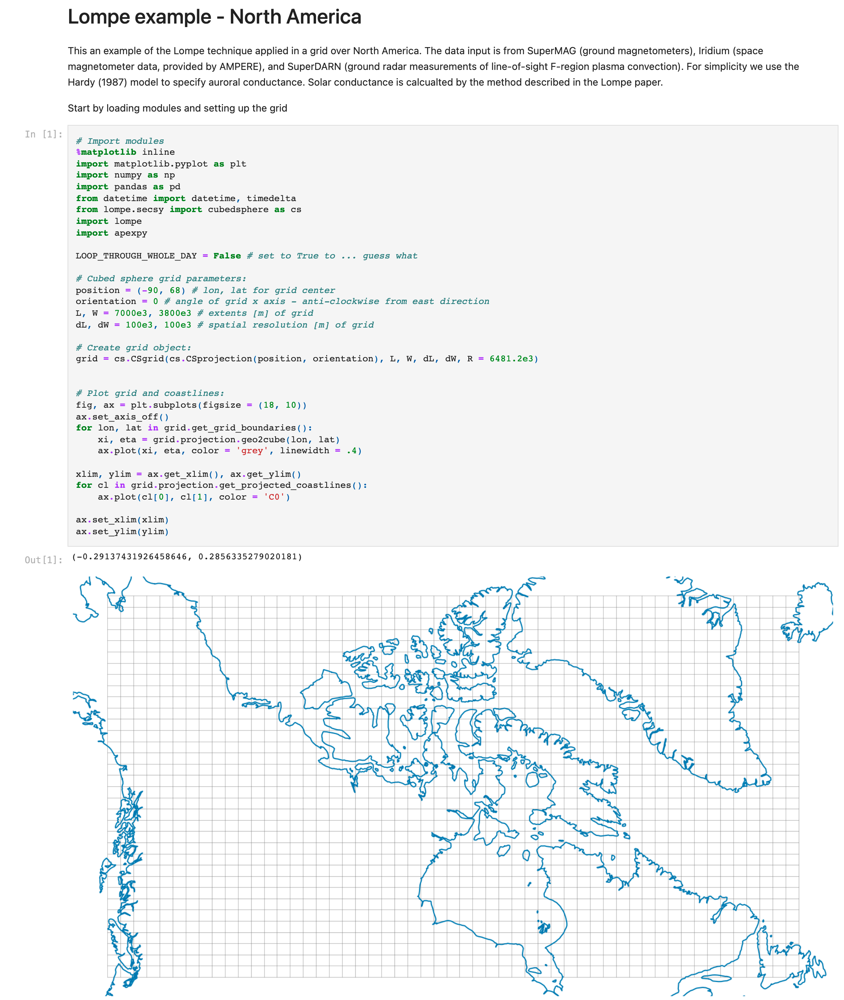 Lompe example - North America
This an example of the Lompe technique applied in a grid over North America. The data input is from SuperMAG (ground magnetometers), Iridium (space
magnetometer data, provided by AMPERE), and SuperDARN (ground radar measurements of line-of-sight F-region plasma convection). For simplicity we use the
Hardy (1987) model to specify auroral conductance. Solar conductance is calcualted by the method described in the Lompe paper.
Start by loading modules and setting up the grid
In [1]:
# Import modules
%matplotlib inline
import matplotlib.pyplot as plt
import numpy as np
import pandas as pd
from datetime import datetime, timedelta
from lompe.secsy import cubedsphere as cs
import lompe
import apexpy
LOOP_THROUGH_WHOLE_DAY = False # set to True to ... guess what
# Cubed sphere grid parameters:
position = (-90, 68) # lon, lat for grid center
orientation = 0 # angle of grid x axis - anti-clockwise from east direction
L, W = 7000e3, 3800e3 # extents [m] of grid
dL, dW = 100e3, 100e3 # spatial resolution [m] of grid
# Create grid object:
grid = cs.CSgrid(cs.CSprojection(position, orientation), L, W, dL, dW, R = 6481.2e3)
# Plot grid and coastlines:
fig, ax = plt.subplots(figsize = (18, 10))
ax.set_axis_off()
for lon, lat in grid.get_grid_boundaries():
    xi, eta = grid.projection.geo2cube(lon, lat)
    ax.plot(xi, eta, color = 'grey', linewidth = .4)
xlim, ylim = ax.get_xlim(), ax.get_ylim()
for cl in grid.projection.get_projected_coastlines():
    ax.plot(cl[0], cl[1], color = 'C0')
ax.set_xlim(xlim)
ax.set_ylim(ylim)
Out[1]: (-0.29137431926458646, 0.2856335279020181)